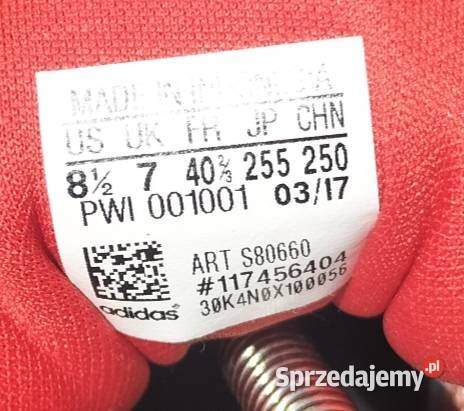 MADE IN INDONESIA
US UK FR JP CHN
8½ 7 40⅔ 255 250
PWI 001001 03/17
ART S80660
#117456404
30K4N0X100056
adidas
Sprzedajemy.pl